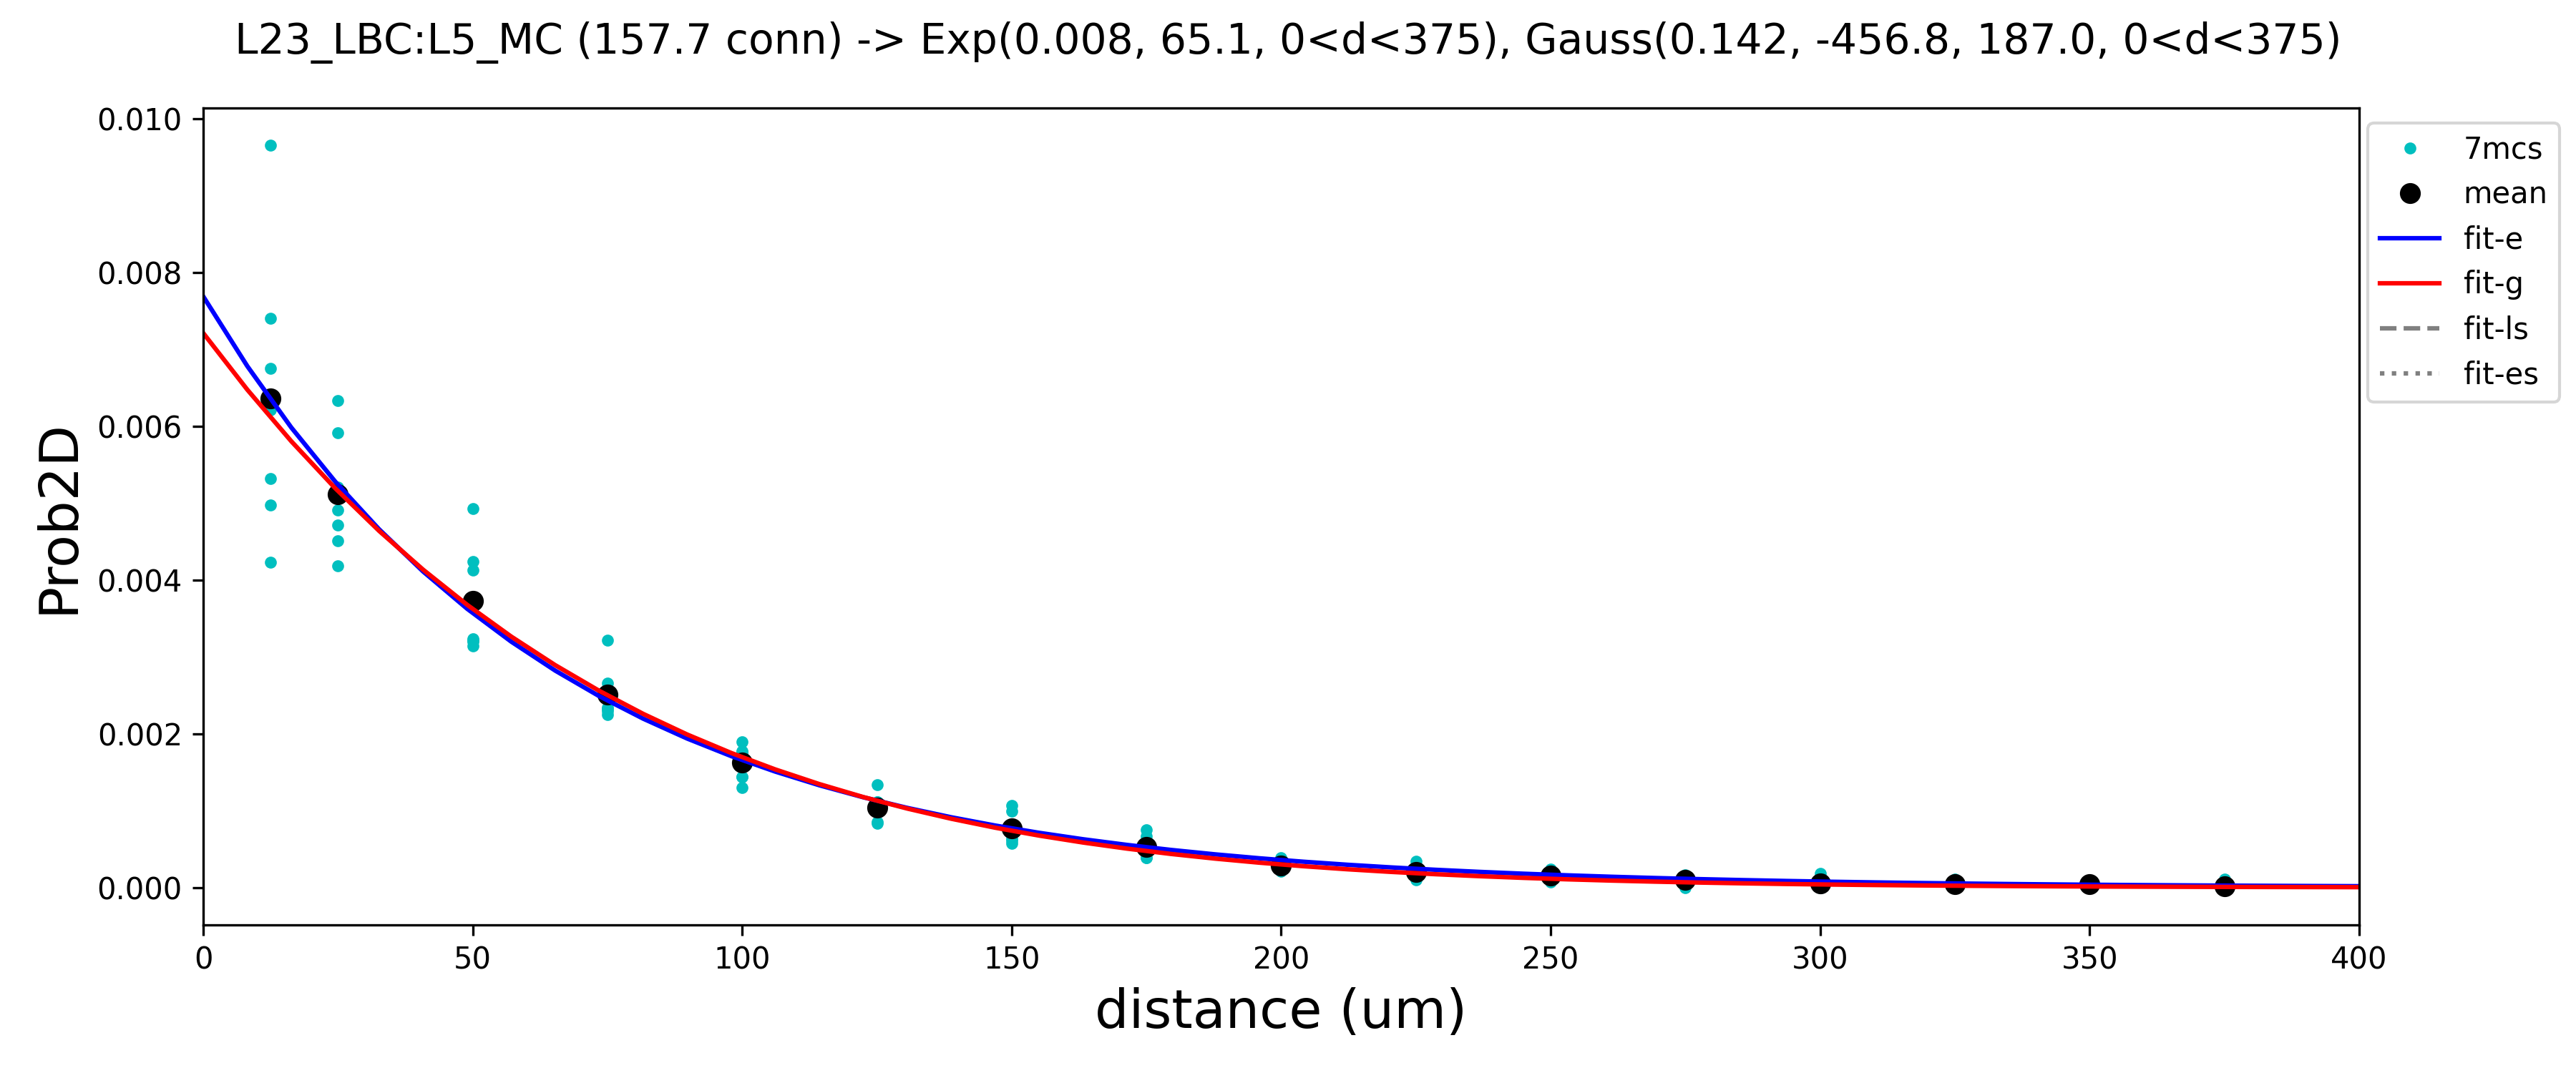 L23_LBC:L5_MC (157.7 conn) -> Exp(0.008, 65.1, 0<d<375), Gauss(0.142, -456.8, 187.0, 0<d<375)
0.010
0.008
0.006
0.004
0.002
0.000
Prob2D
0 50 100 150 200 250 300 350 400
distance (um)
7mcs
mean
fit-e
fit-g
fit-ls
fit-es